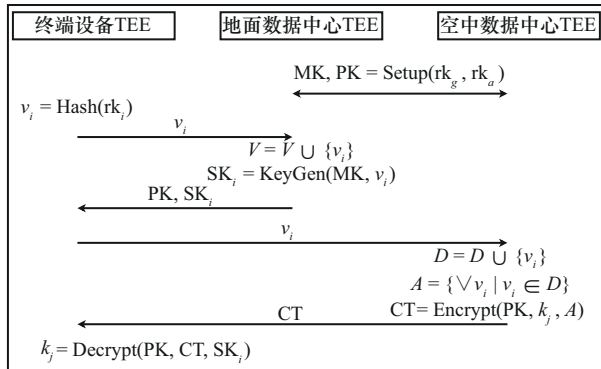 终端设备TEE 地面数据中心TEE 空中数据中心TEE
MK, PK = Setup(rk_g, rk_a)
v_i = Hash(rk_i)
v_i
V = V ∪ {v_i}
SK_i = KeyGen(MK, v_i)
PK, SK_i
v_i
D = D ∪ {v_i}
A = {∨v_i | v_i ∈ D}
CT CT= Encrypt(PK, k_j, A)
k_j = Decrypt(PK, CT, SK_i)